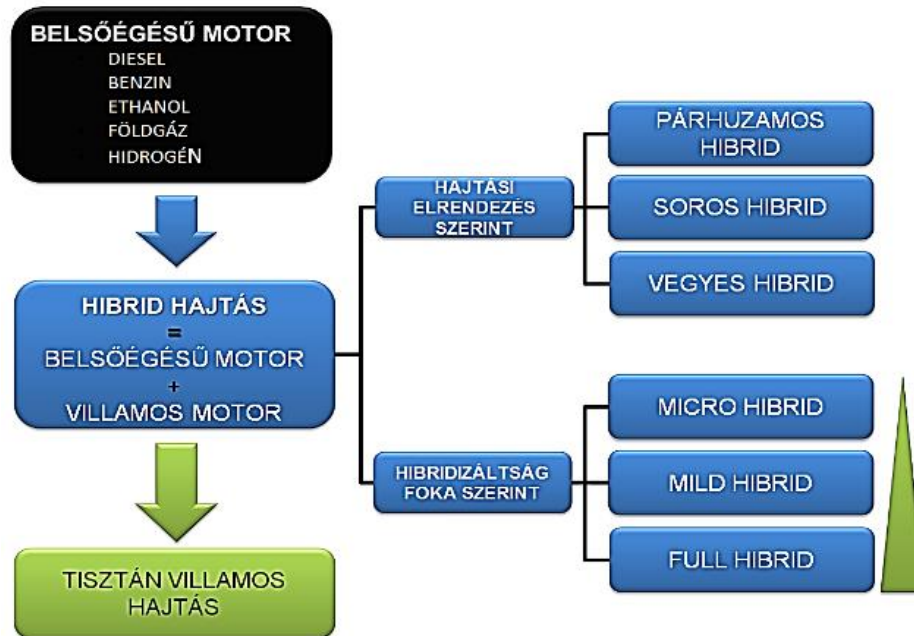 BELSŐÉGÉSŰ MOTOR
DIESEL
BENZIN
ETHANOL
FÖLDGÁZ
HIDROGÉN
HIBRID HAJTÁS
=
BELSŐÉGÉSŰ MOTOR
+
VILLAMOS MOTOR
TISZTÁN VILLAMOS
HAJTÁS
HAJTÁSI
ELRENDEZÉS
SZERINT
PÁRHUZAMOS
HIBRID
SOROS HIBRID
VEGYES HIBRID
HIBRIDIZÁLTSÁG
FOKA SZERINT
MICRO HIBRID
MILD HIBRID
FULL HIBRID